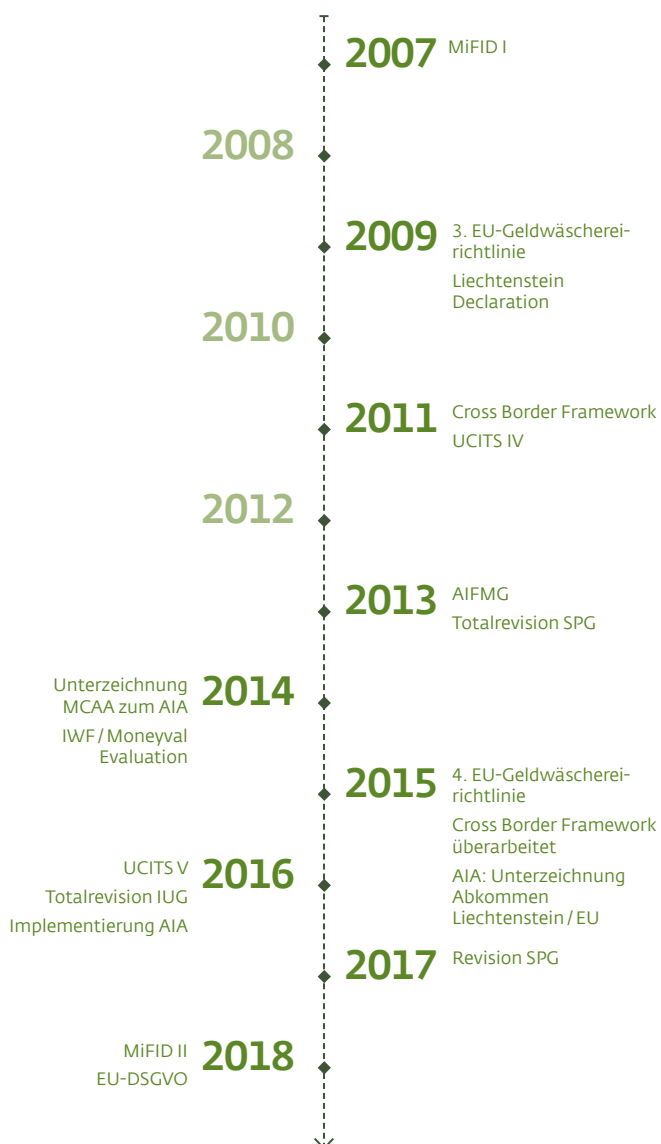 2007
MiFID I
2008
2009
3. EU-Geldwäscherei-
richtlinie
Liechtenstein
Declaration
2010
2011
Cross Border Framework
UCITS IV
2012
2013
AIFMG
Totalrevision SPG
2014
Unterzeichnung
MCAA zum AIA
IWF / Moneyval
Evaluation
2015
4. EU-Geldwäscherei-
richtlinie
Cross Border Framework
überarbeitet
AIA: Unterzeichnung
Abkommen
Liechtenstein / EU
2016
UCITS V
Totalrevision IUG
Implementierung AIA
2017
Revision SPG
2018
MiFID II
EU-DSGVO